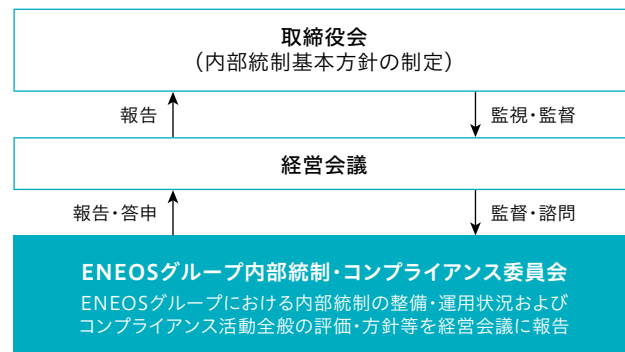 取締役会
（内部統制基本方針の制定）
報告
監視・監督
経営会議
報告・答申
監督・諮問
ENEOSグループ内部統制・コンプライアンス委員会
ENEOSグループにおける内部統制の整備・運用状況および
コンプライアンス活動全般の評価・方針等を経営会議に報告